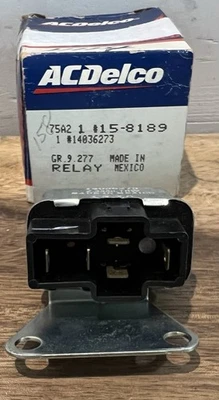 ACDelco
75A2 1 #15-8189
1 #14036273
GR.9.277 MADE IN
RELAY MEXICO